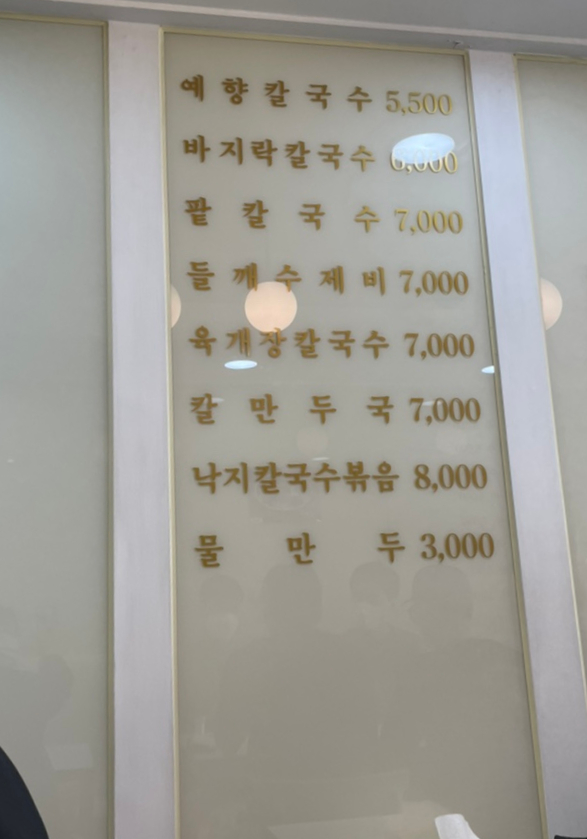 예향칼국수 5,500
바지락칼국수 6,000
팥칼국수 7,000
들깨수제비 7,000
육개장칼국수 7,000
칼만두국 7,000
낙지칼국수볶음 8,000
물만두 3,000